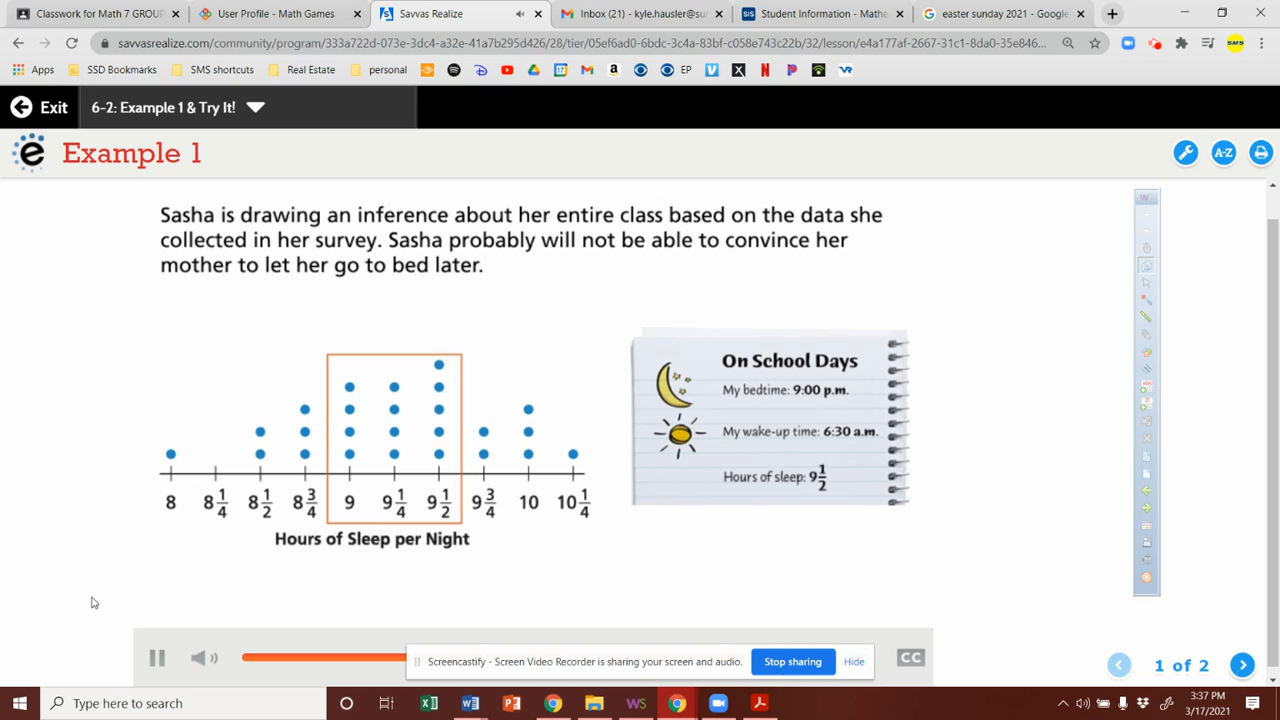 Classwork for Math 7 GROUP
User Profile - Math Games
Savvas Realize
Inbox (21) - kyle.hausler@sur
Student Information - Mathe
easter sunday 2021 - Google
savvasrealize.com/community/program/333a722d-073e-3dc4-a32e-41a7b295d426/28/tier/05ef6ad0-6bdc-3c4a-83bf-c058e743c22b/32/lesson/e4a177af-2667-31c1-8da0-35e846...
Apps
SSD Bookmarks
SMS shortcuts
Real Estate
personal
EP
Exit
6-2: Example 1 & Try It!
e
Example 1
A-Z
Sasha is drawing an inference about her entire class based on the data she
collected in her survey. Sasha probably will not be able to convince her
mother to let her go to bed later.
On School Days
My bedtime: 9:00 p.m.
My wake-up time: 6:30 a.m.
Hours of sleep: 9 1/2
8 8 1/4 8 1/2 8 3/4 9 9 1/4 9 1/2 9 3/4 10 10 1/4
Hours of Sleep per Night
Screencastify - Screen Video Recorder is sharing your screen and audio.
Stop sharing
Hide
CC
1 of 2
Type here to search
3:37 PM
3/17/2021